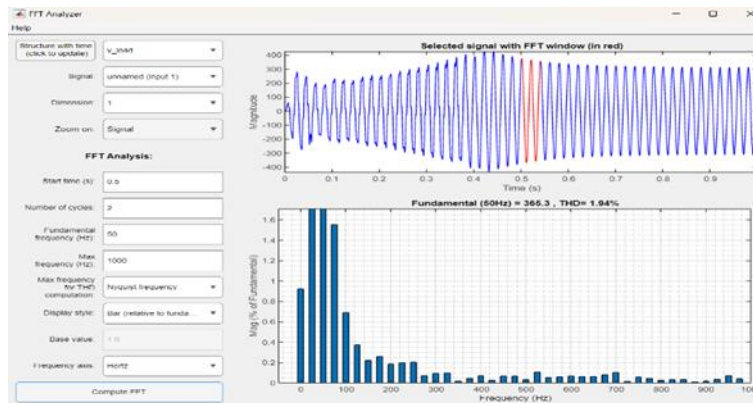 FFT Analyzer
Help
Structure with time
(click to update)
Signal:
unnamed (input 1)
Dimension:
1
Zoom on:
Signal
FFT Analysis:
Start time (s):
0.5
Number of cycles:
2
Fundamental
frequency (Hz):
50
Max
frequency (Hz):
1000
Max frequency
for THD
computation:
Nyquist frequency
Display style:
Bar (relative to funda...
Base value:
1.0
Frequency axis:
Hertz
Compute FFT
Selected signal with FFT window (in red)
Magnitude
400
300
200
100
0
-100
-200
-300
-400
0 0.1 0.2 0.3 0.4 0.5 0.6 0.7 0.8 0.9
Time (s)
Fundamental (50Hz) = 365.3 , THD= 1.94%
Mag (% of Fundamental)
1.6
1.4
1.2
1
0.8
0.6
0.4
0.2
0
0 100 200 300 400 500 600 700 800 900 1000
Frequency (Hz)